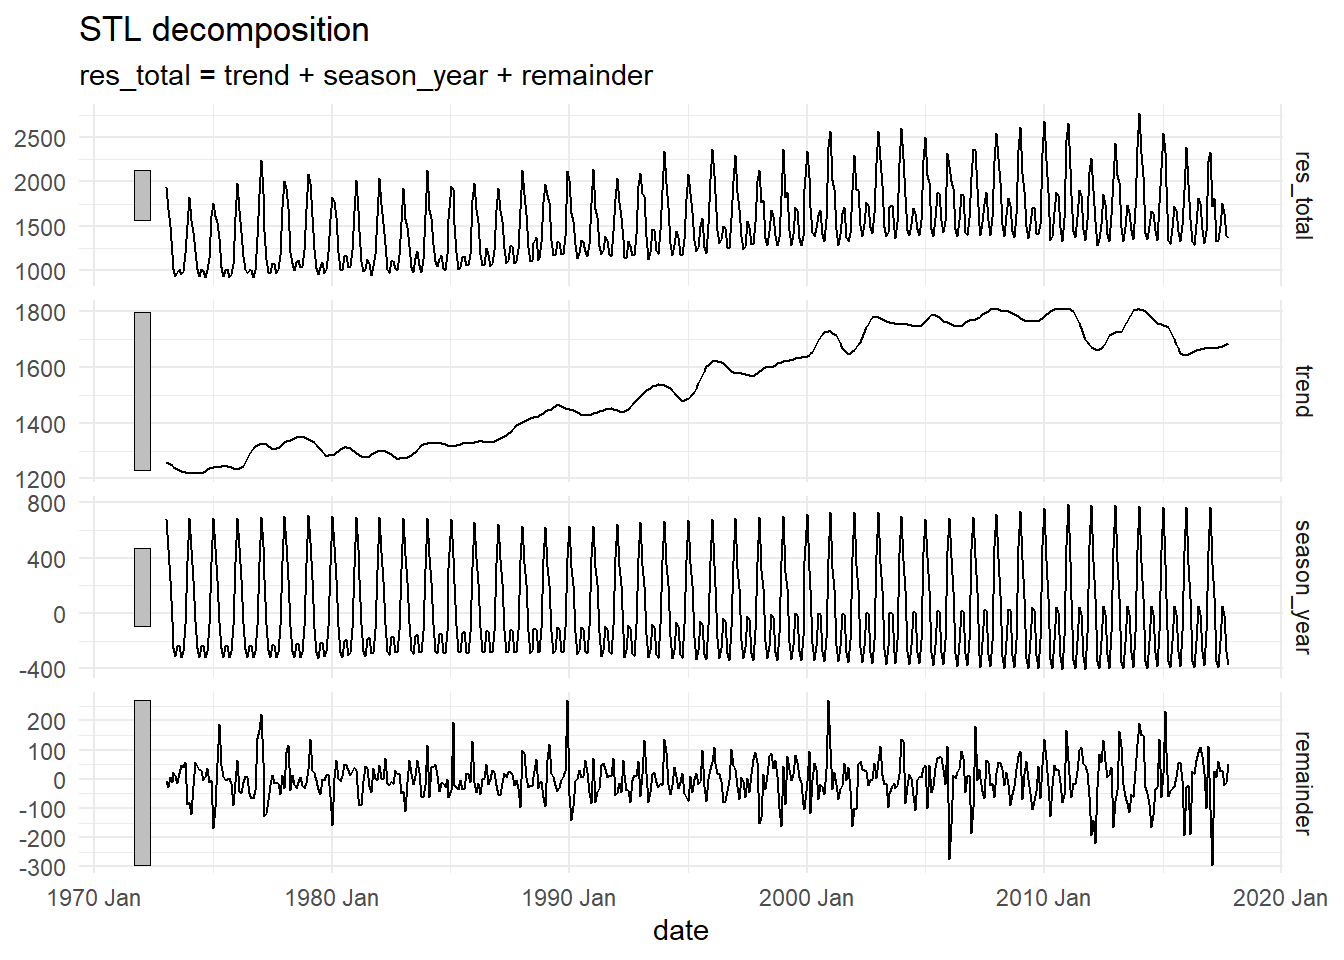 STL decomposition
res_total = trend + season_year + remainder
2500
2000
1500
1000
res_total
1800
1600
1400
1200
trend
800
400
0
-400
season_year
200
100
0
-100
-200
-300
remainder
1970 Jan 1980 Jan 1990 Jan 2000 Jan 2010 Jan 2020 Jan
date